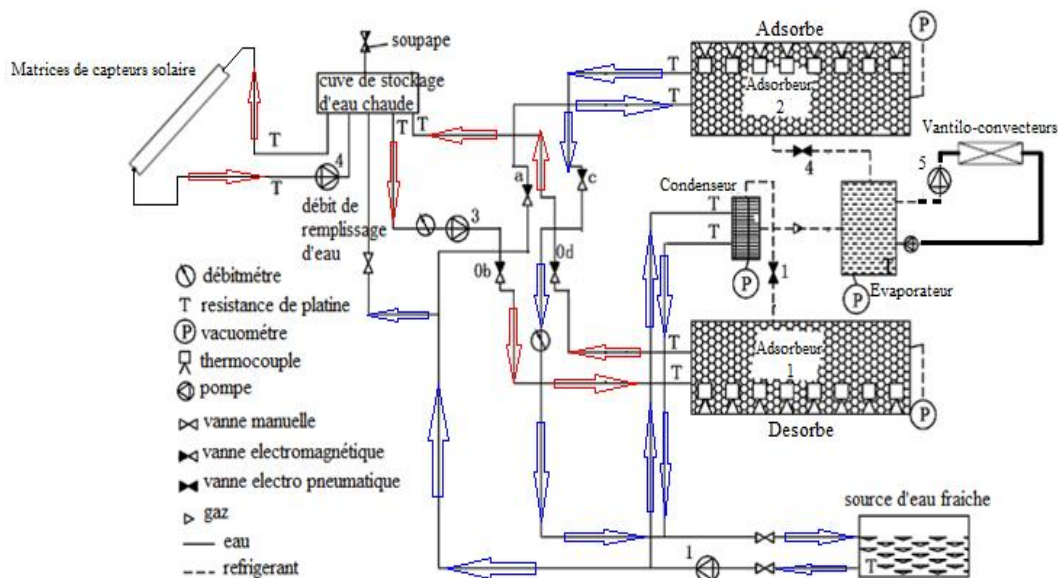 soupape
Adsorbe
P
Matrices de capteurs solaire
cuve de stockage
d'eau chaude
T
T
T
T
T
T
Adsorbeur
2
Vantilo-convecteurs
4
a
c
4
5
Condenseur
débit de
remplissage
d'eau
3
0b
0d
T
T
P
1
T
P
Evaporateur
débitmétre
T resistance de platine
P vacuométre
thermocouple
pompe
vanne manuelle
vanne electromagnétique
vanne electro pneumatique
gaz
eau
refrigerant
T
T
Adsorbeur
1
P
Desorbe
source d'eau fraiche
1
T